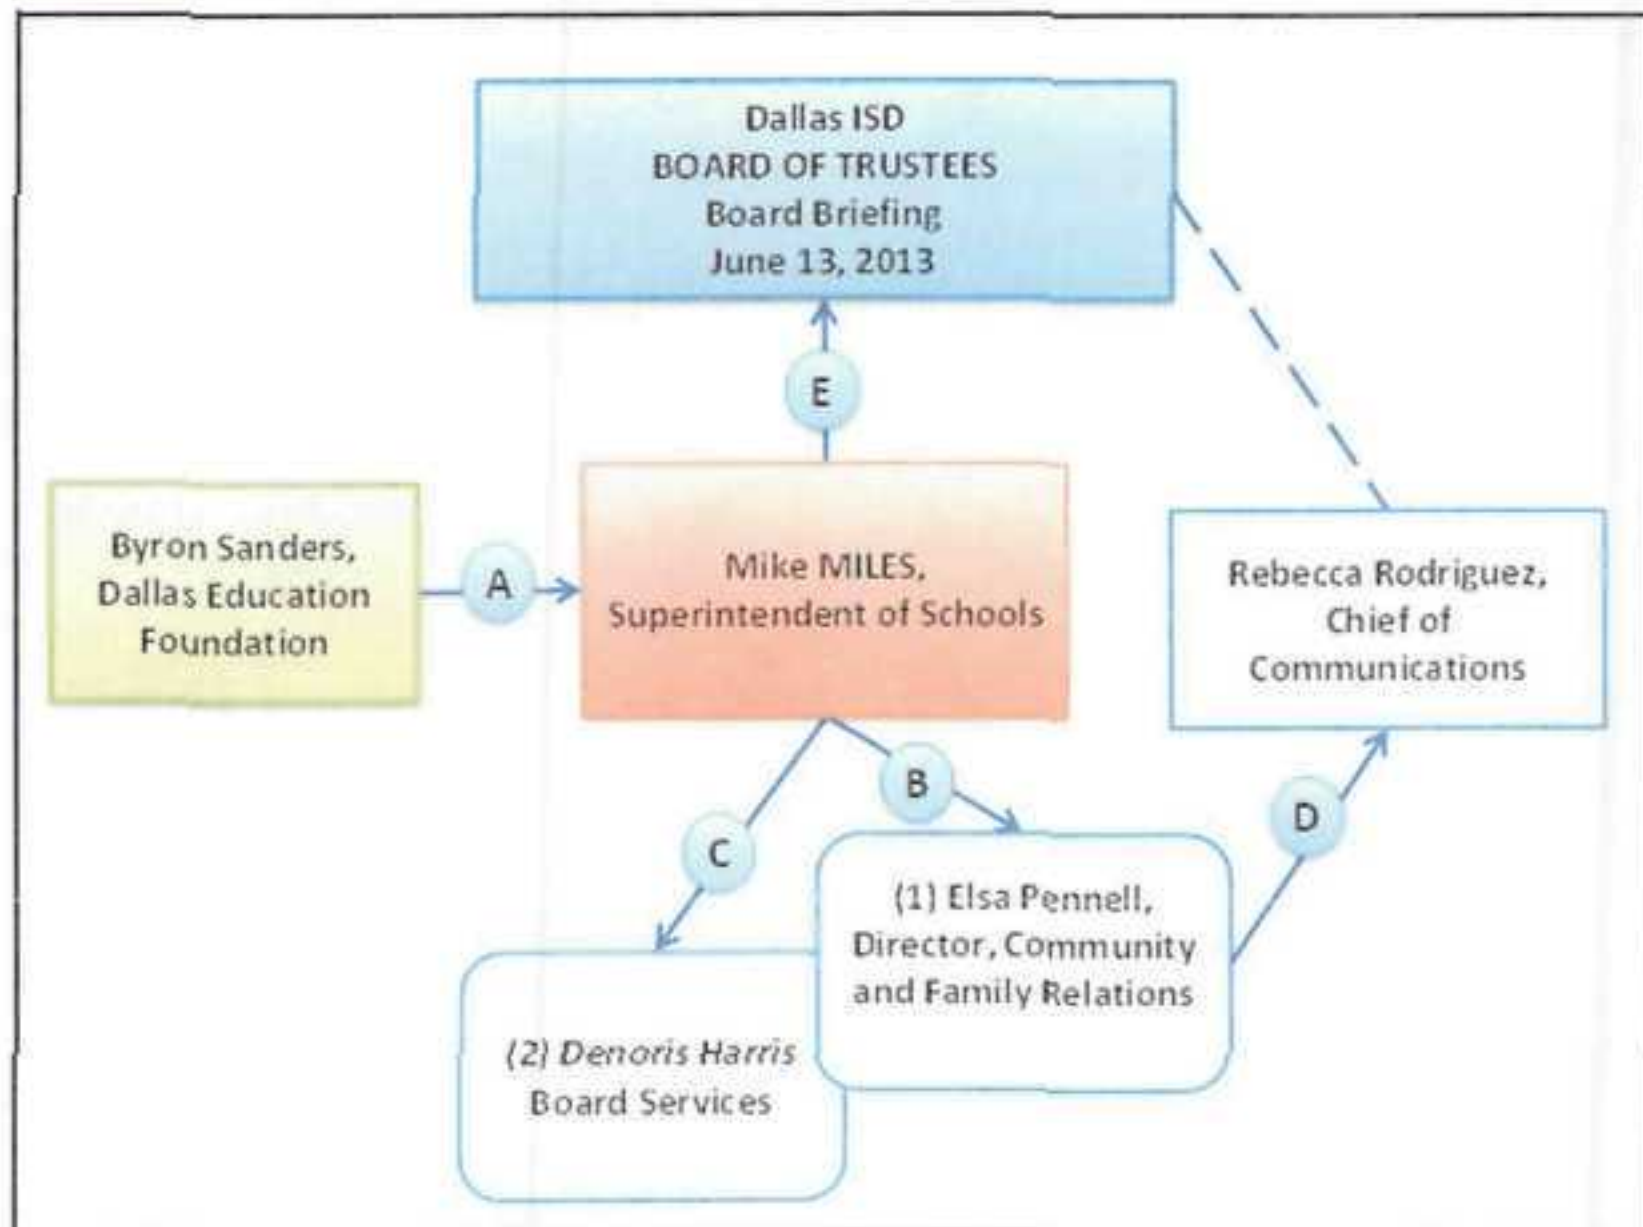 Dallas ISD
BOARD OF TRUSTEES
Board Briefing
June 13, 2013
E
Byron Sanders,
Dallas Education
Foundation
A
Mike MILES,
Superintendent of Schools
Rebecca Rodriguez,
Chief of
Communications
B
C
D
(1) Elsa Pennell,
Director, Community
and Family Relations
(2) Denoris Harris
Board Services